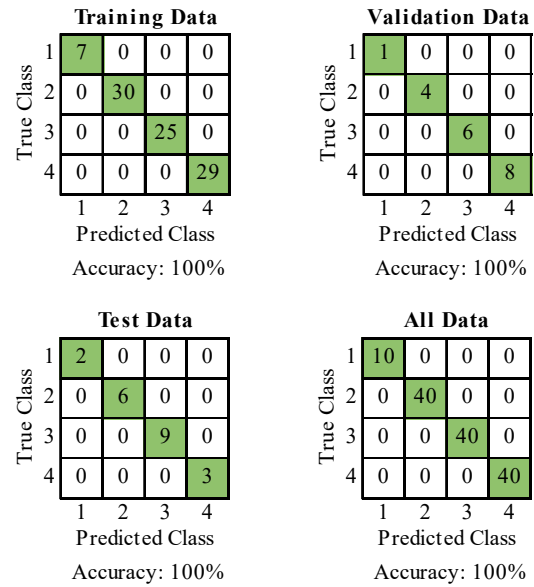 Training Data
True Class
1 7 0 0 0
2 0 30 0 0
3 0 0 25 0
4 0 0 0 29
1 2 3 4
Predicted Class
Accuracy: 100%
Validation Data
True Class
1 1 0 0 0
2 0 4 0 0
3 0 0 6 0
4 0 0 0 8
1 2 3 4
Predicted Class
Accuracy: 100%
Test Data
True Class
1 2 0 0 0
2 0 6 0 0
3 0 0 9 0
4 0 0 0 3
1 2 3 4
Predicted Class
Accuracy: 100%
All Data
True Class
1 10 0 0 0
2 0 40 0 0
3 0 0 40 0
4 0 0 0 40
1 2 3 4
Predicted Class
Accuracy: 100%